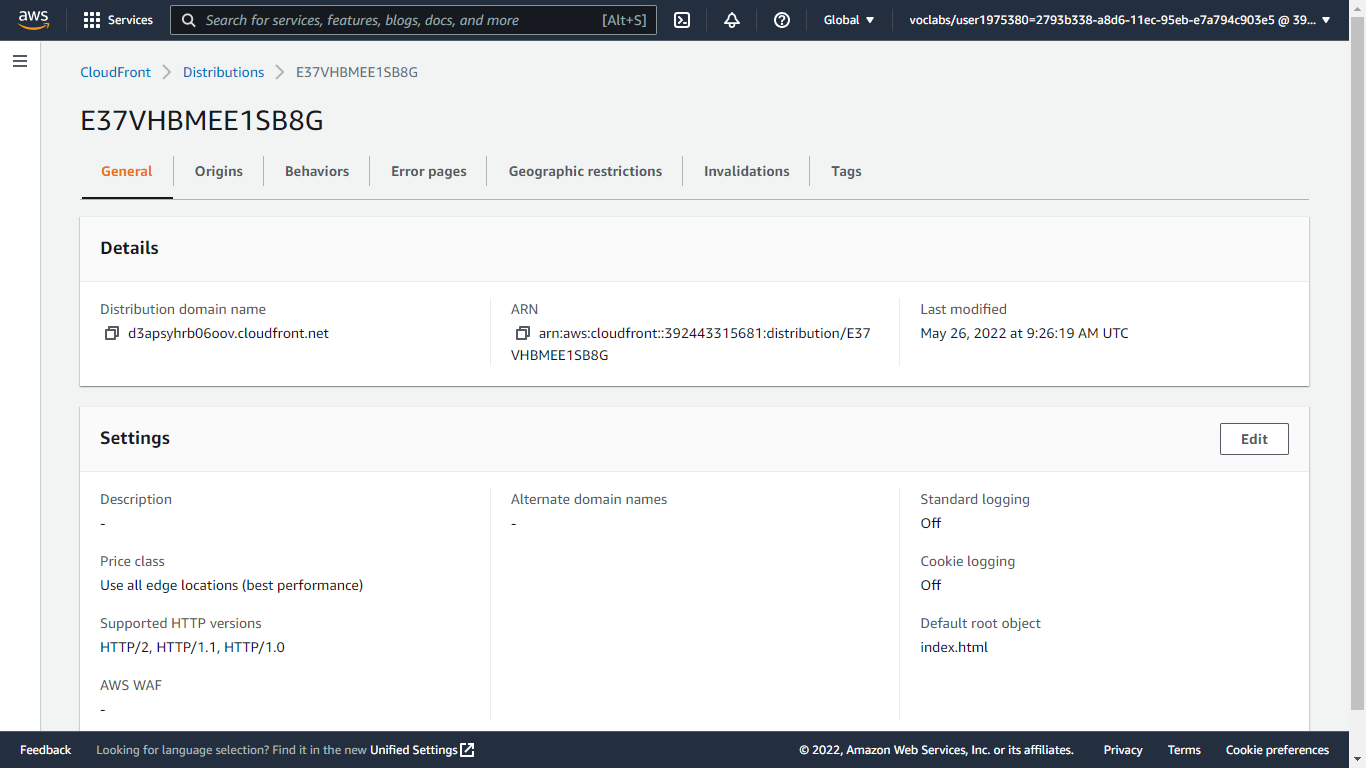 aws Services Search for services, features, blogs, docs, and more [Alt+S] Global voclabs/user1975380=2793b338-a8d6-11ec-95eb-e7a794c903e5 @ 39...
CloudFront Distributions E37VHBMEE1SB8G
E37VHBMEE1SB8G
General Origins Behaviors Error pages Geographic restrictions Invalidations Tags
Details
Distribution domain name ARN Last modified
d3apsyhrb06oov.cloudfront.net arn:aws:cloudfront::392443315681:distribution/E37 May 26, 2022 at 9:26:19 AM UTC
VHBMEE1SB8G
Settings Edit
Description Alternate domain names Standard logging
- - Off
Price class Cookie logging
Use all edge locations (best performance) Off
Supported HTTP versions Default root object
HTTP/2, HTTP/1.1, HTTP/1.0 index.html
AWS WAF
-
Feedback Looking for language selection? Find it in the new Unified Settings © 2022, Amazon Web Services, Inc. or its affiliates. Privacy Terms Cookie preferences